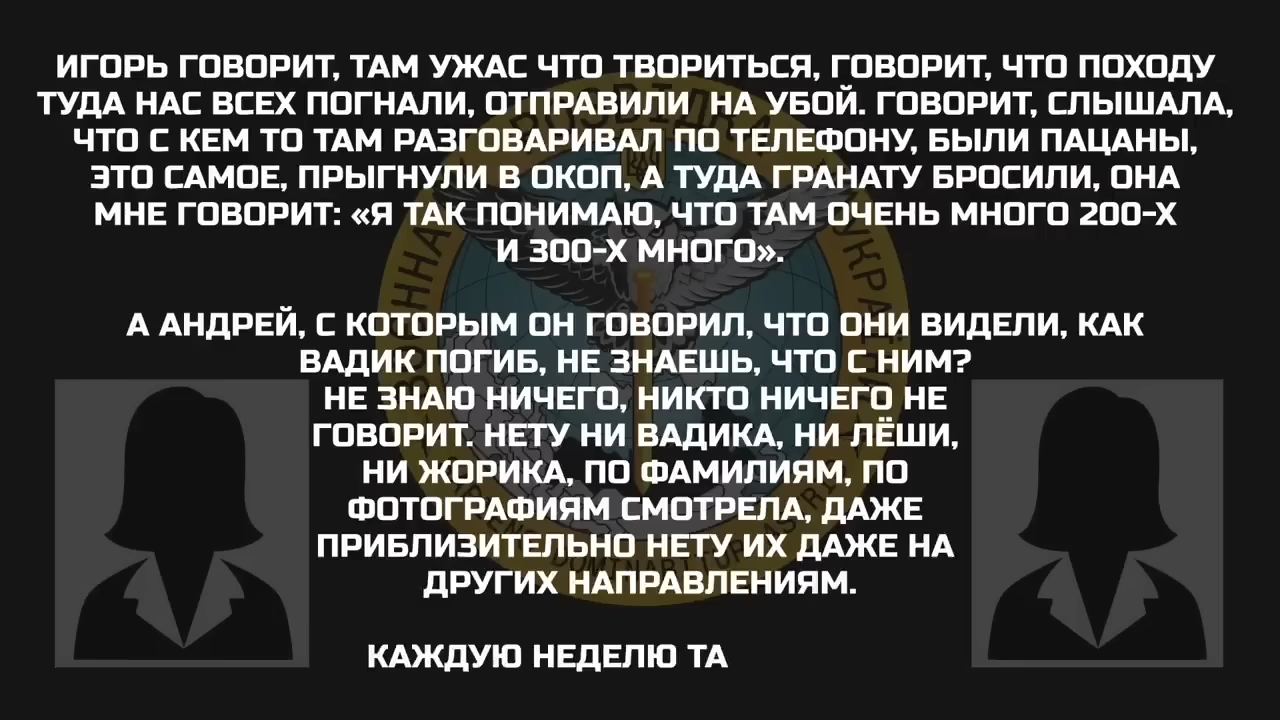 ИГОРЬ ГОВОРИТ, ТАМ УЖАС ЧТО ТВОРИТЬСЯ, ГОВОРИТ, ЧТО ПОХОДУ
ТУДА НАС ВСЕХ ПОГНАЛИ, ОТПРАВИЛИ НА УБОЙ. ГОВОРИТ, СЛЫШАЛА,
ЧТО С КЕМ ТО ТАМ РАЗГОВАРИВАЛ ПО ТЕЛЕФОНУ, БЫЛИ ПАЦАНЫ,
ЭТО САМОЕ, ПРЫГНУЛИ В ОКОП, А ТУДА ГРАНАТУ БРОСИЛИ, ОНА
МНЕ ГОВОРИТ: «Я ТАК ПОНИМАЮ, ЧТО ТАМ ОЧЕНЬ МНОГО 200-Х
И 300-Х МНОГО».
А АНДРЕЙ, С КОТОРЫМ ОН ГОВОРИЛ, ЧТО ОНИ ВИДЕЛИ, КАК
ВАДИК ПОГИБ, НЕ ЗНАЕШЬ, ЧТО С НИМ?
НЕ ЗНАЮ НИЧЕГО, НИКТО НИЧЕГО НЕ
ГОВОРИТ. НЕТУ НИ ВАДИКА, НИ ЛЁШИ,
НИ ЖОРИКА, ПО ФАМИЛИЯМ, ПО
ФОТОГРАФИЯМ СМОТРЕЛА, ДАЖЕ
ПРИБЛИЗИТЕЛЬНО НЕТУ ИХ ДАЖЕ НА
ДРУГИХ НАПРАВЛЕНИЯМ.
КАЖДУЮ НЕДЕЛЮ ТА